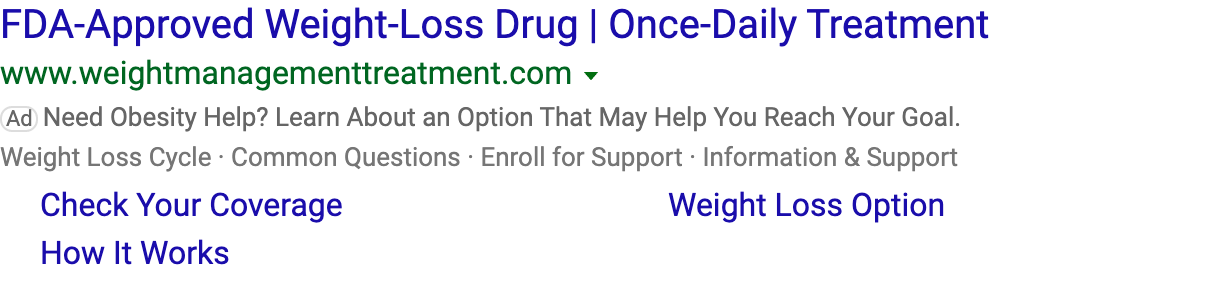 FDA-Approved Weight-Loss Drug | Once-Daily Treatment
www.weightmanagementtreatment.com
Ad Need Obesity Help? Learn About an Option That May Help You Reach Your Goal.
Weight Loss Cycle · Common Questions · Enroll for Support · Information & Support
Check Your Coverage Weight Loss Option
How It Works